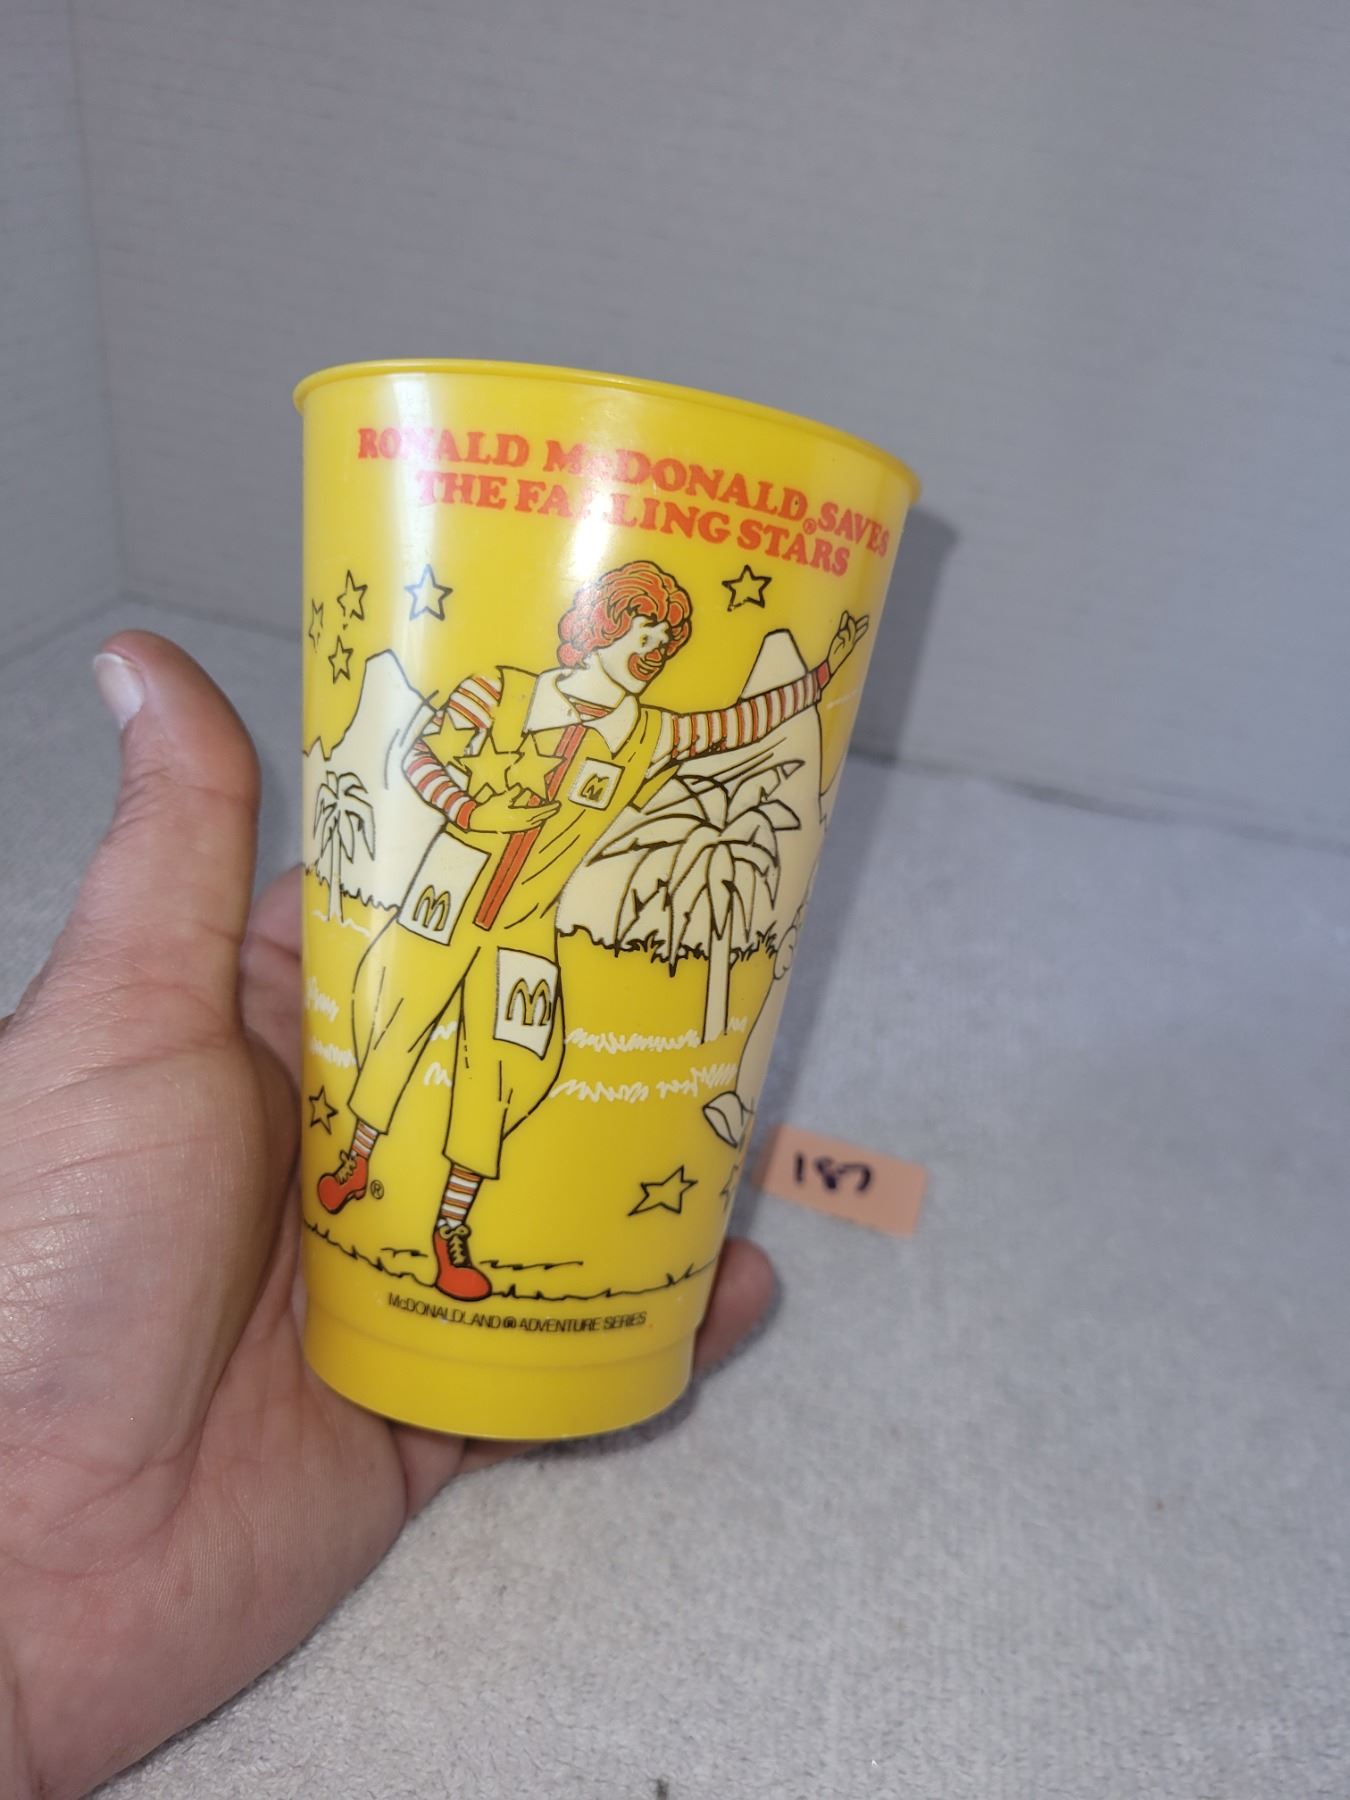 RONALD McDONALD® SAVES
THE FALLING STARS
®
McDONALDLAND ® ADVENTURE SERIES
187